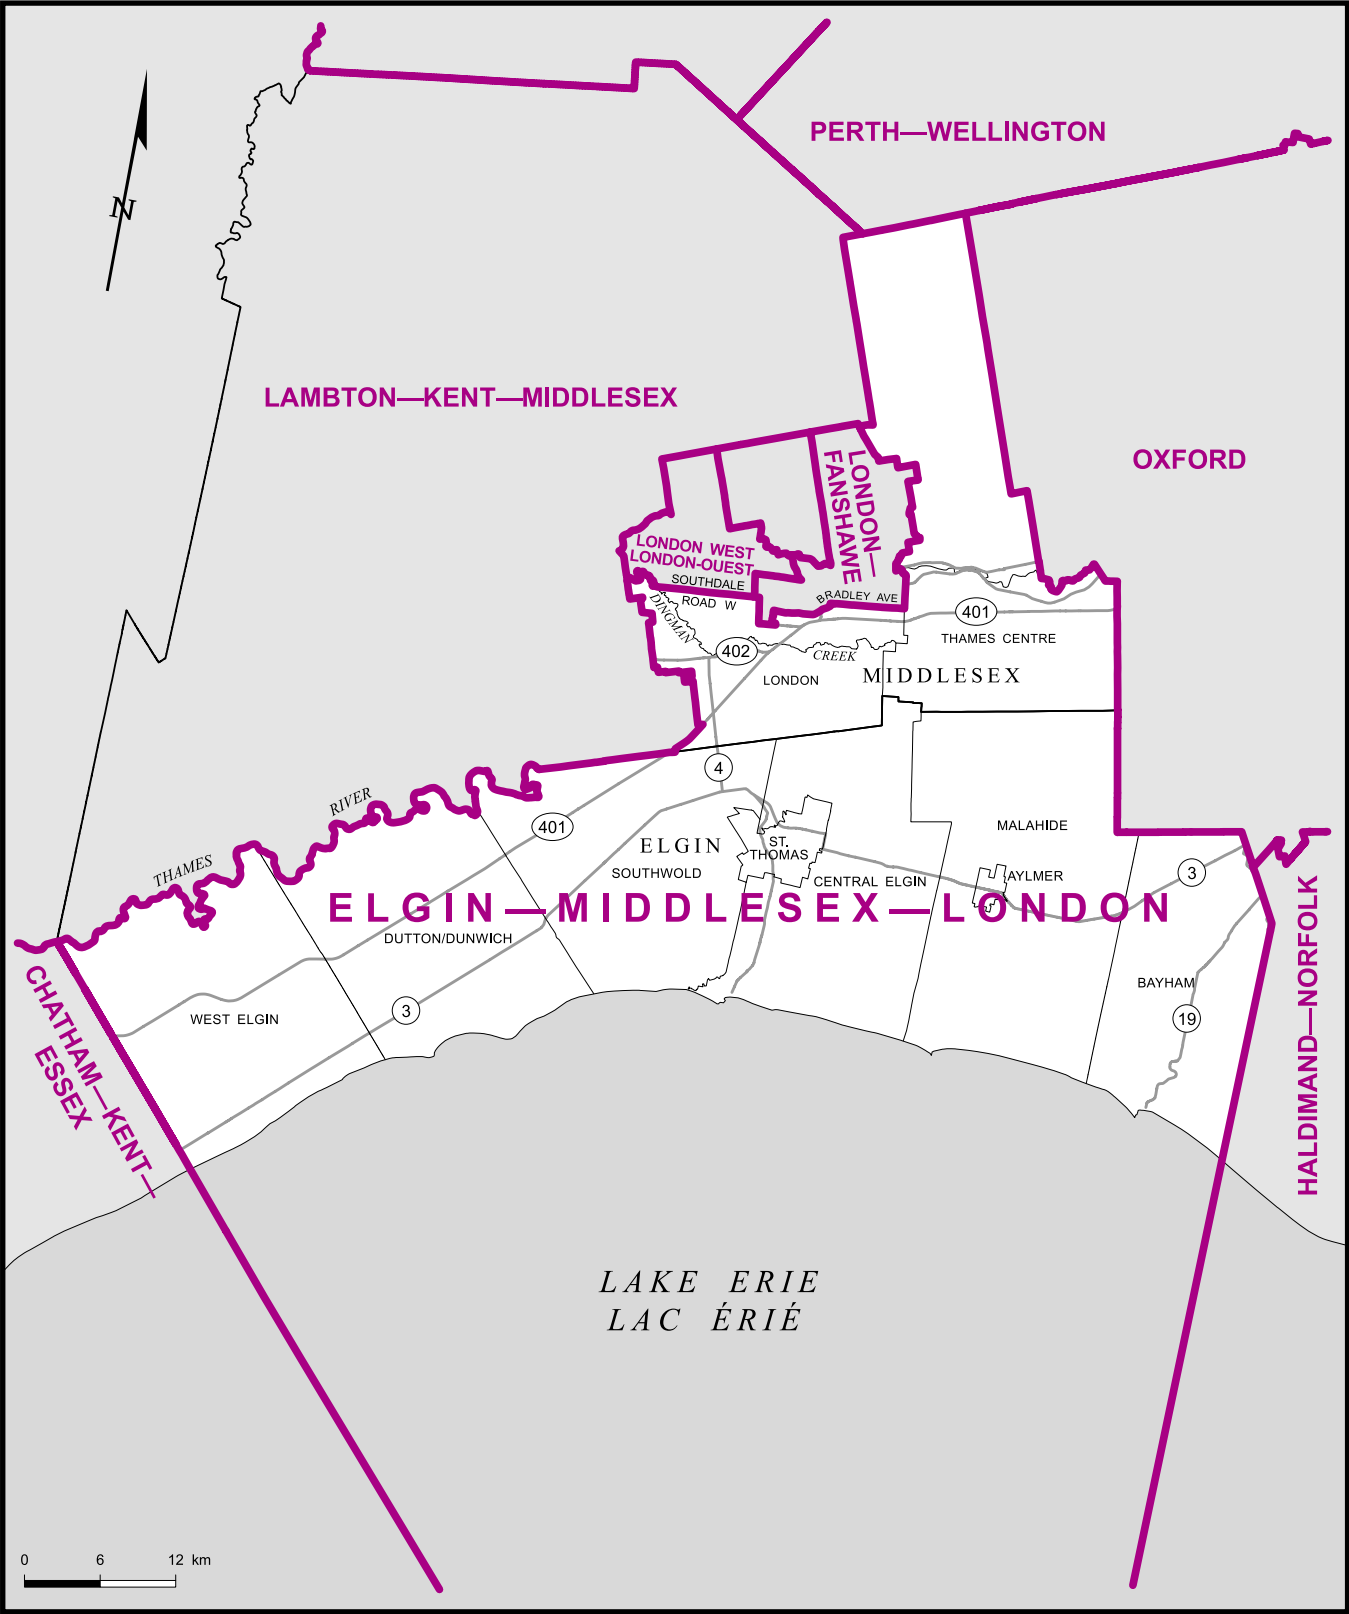 N
PERTH—WELLINGTON
LAMBTON—KENT—MIDDLESEX
OXFORD
LONDON—
FANSHAWE
LONDON WEST
LONDON-OUEST
SOUTHDALE
ROAD W
BRADLEY AVE
DINGMAN
CREEK
401
402
THAMES CENTRE
MIDDLESEX
LONDON
4
RIVER
THAMES
401
ELGIN
SOUTHWOLD
ST.
THOMAS
MALAHIDE
CENTRAL ELGIN
AYLMER
3
ELGIN—MIDDLESEX—LONDON
DUTTON/DUNWICH
WEST ELGIN
3
BAYHAM
19
CHATHAM—KENT—
ESSEX
HALDIMAND—NORFOLK
LAKE ERIE
LAC ÉRIÉ
0 6 12 km